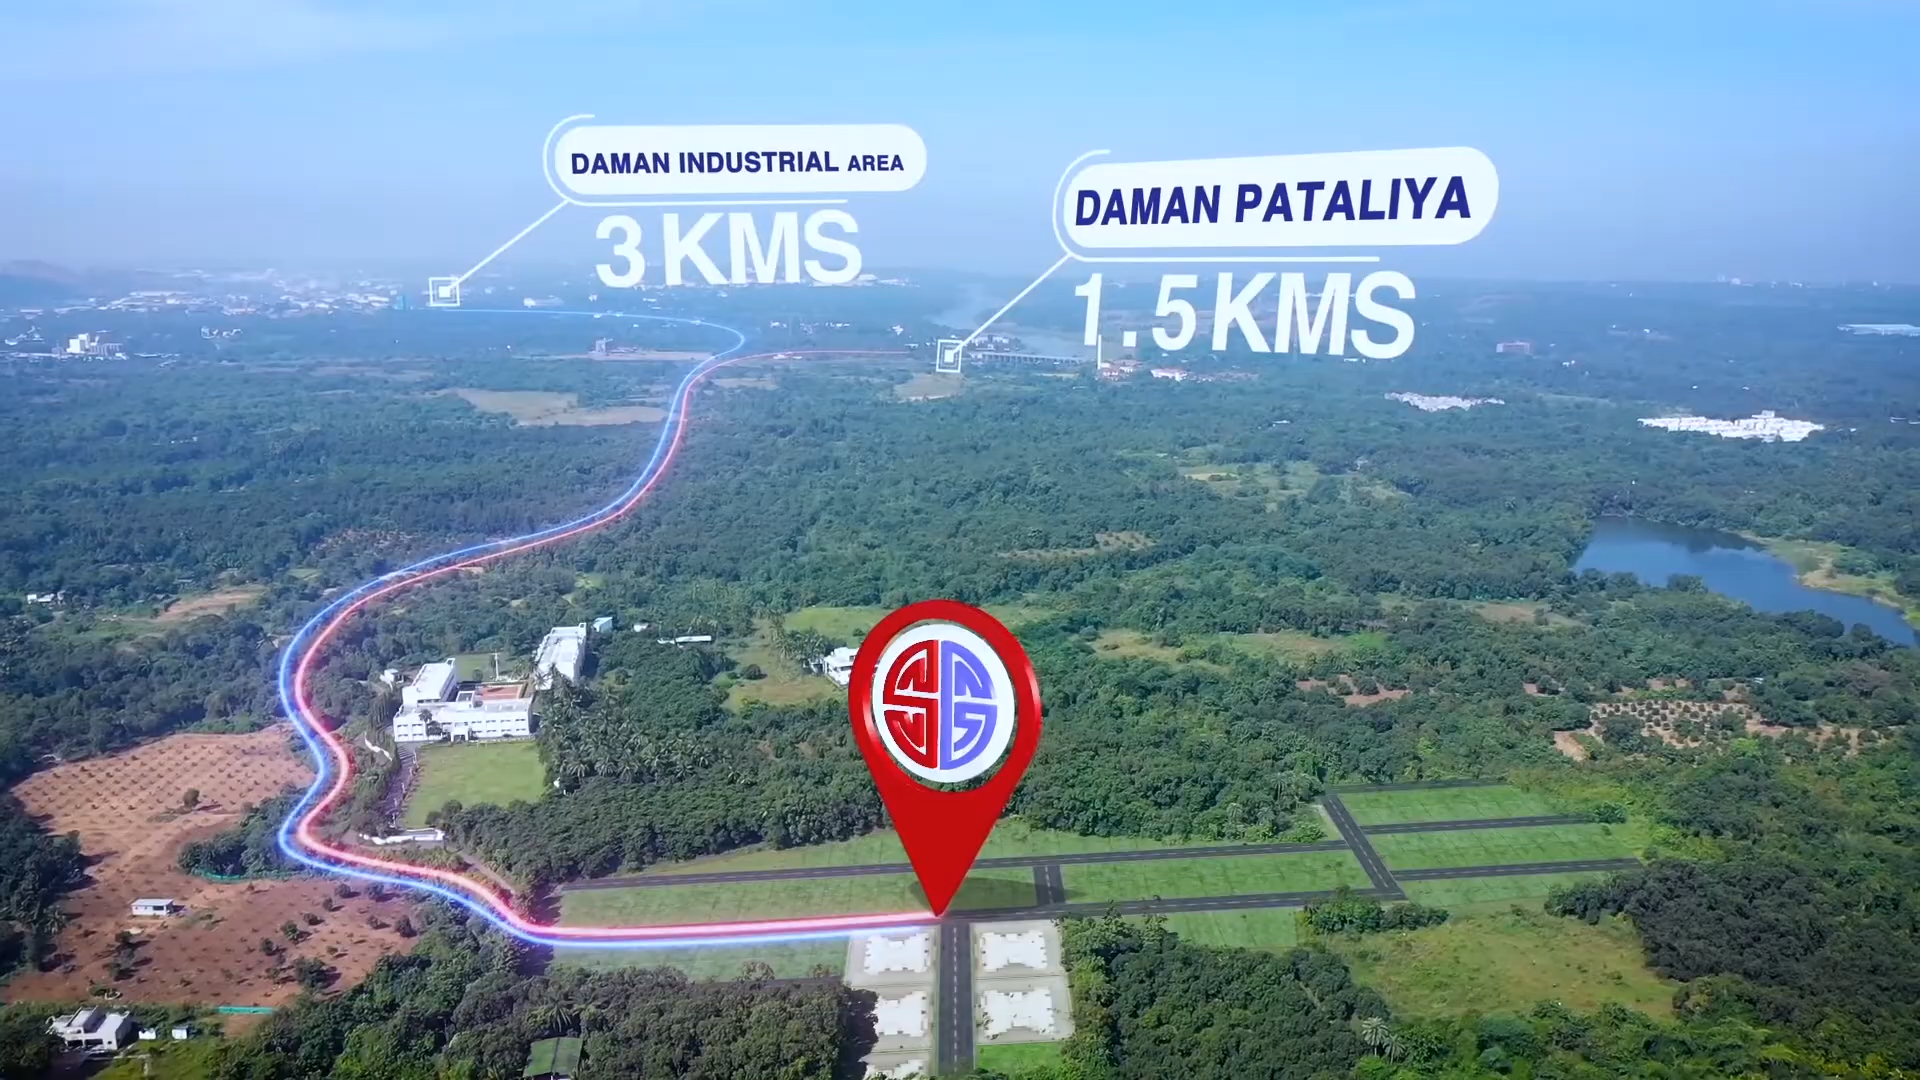 DAMAN INDUSTRIAL AREA
3 KMS
DAMAN PATALIYA
1.5 KMS